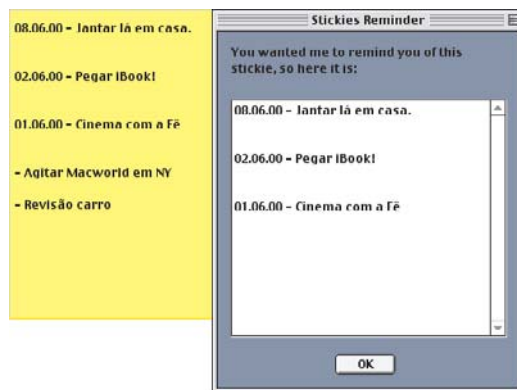 08.06.00 - Jantar lá em casa.
02.06.00 - Pegar iBook!
01.06.00 - Cinema com a Fê
- Agitar Macworld em NY
- Revisão carro
Stickies Reminder
You wanted me to remind you of this
stickie, so here it is:
08.06.00 - Jantar lá em casa.
02.06.00 - Pegar iBook!
01.06.00 - Cinema com a Fê
OK